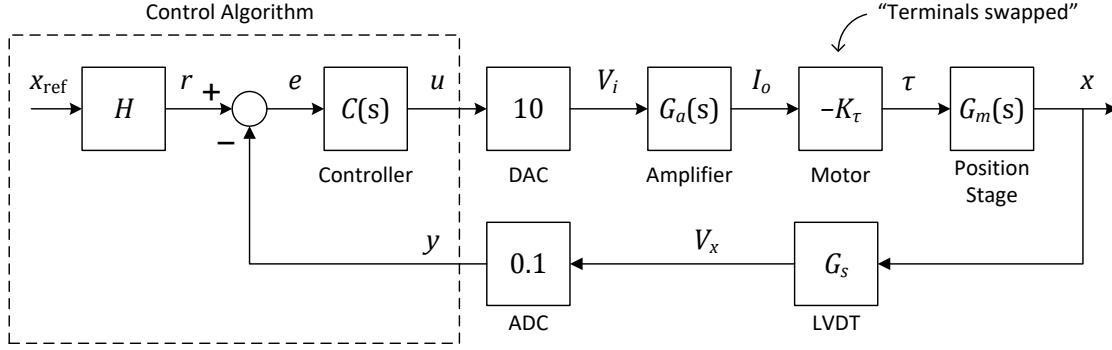 Control Algorithm
“Terminals swapped”
x_ref
H
r
+
−
e
C(s)
Controller
u
10
DAC
V_i
G_a(s)
Amplifier
I_o
−K_τ
Motor
τ
G_m(s)
Position
Stage
x
y
0.1
ADC
V_x
G_s
LVDT